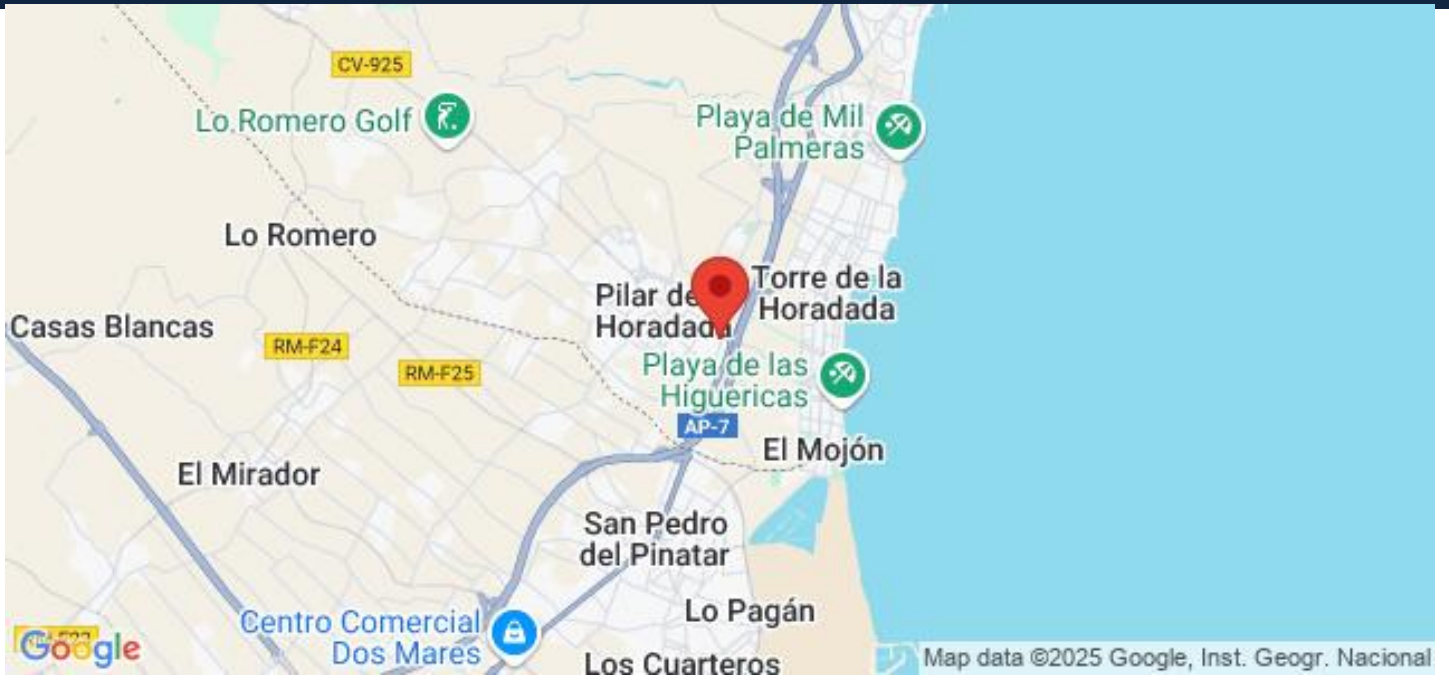 CV-925
Lo Romero Golf
Playa de Mil
Palmeras
Lo Romero
Pilar de
Horadada
Torre de la
Horadada
Casas Blancas
RM-F24
RM-F25
Playa de las
Higuericas
AP-7
El Mojón
El Mirador
San Pedro
del Pinatar
Lo Pagán
Centro Comercial
Dos Mares
Los Cuarteros
Google
Map data ©2025 Google, Inst. Geogr. Nacional